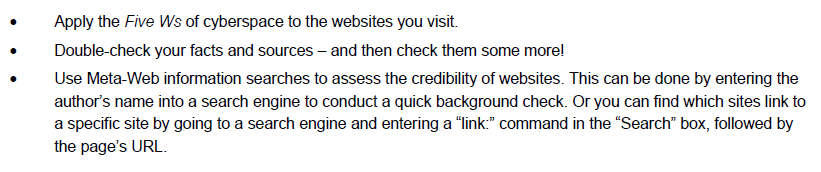 • Apply the Five Ws of cyberspace to the websites you visit.
• Double-check your facts and sources – and then check them some more!
• Use Meta-Web information searches to assess the credibility of websites. This can be done by entering the
author’s name into a search engine to conduct a quick background check. Or you can find which sites link to
a specific site by going to a search engine and entering a “link:” command in the “Search” box, followed by
the page’s URL.